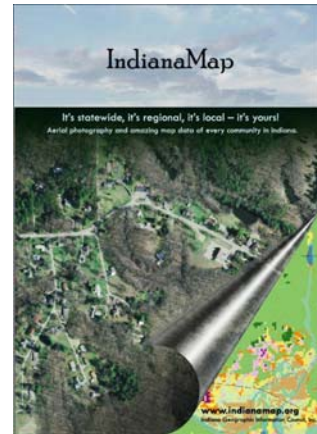 IndianaMap
It's statewide, it's regional, it's local – it's yours!
Aerial photography and amazing map data of every community in Indiana.
www.indianamap.org
Indiana Geographic Information Council, Inc.